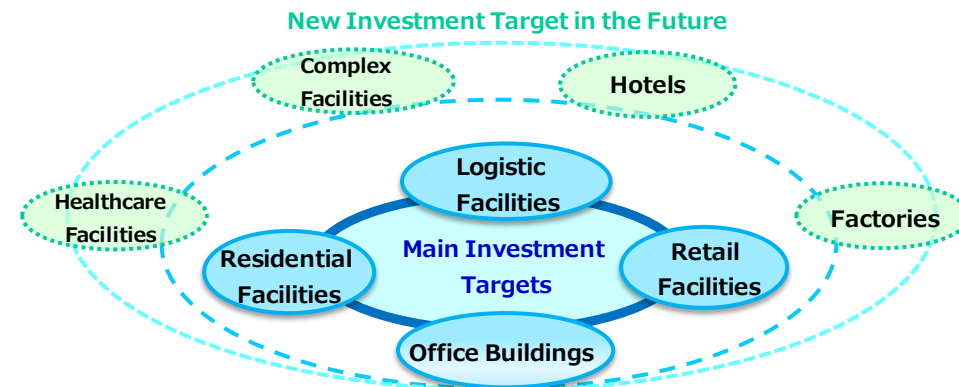 New Investment Target in the Future
Complex
Facilities
Hotels
Logistic
Facilities
Healthcare
Facilities
Factories
Residential
Facilities
Main Investment
Targets
Retail
Facilities
Office Buildings